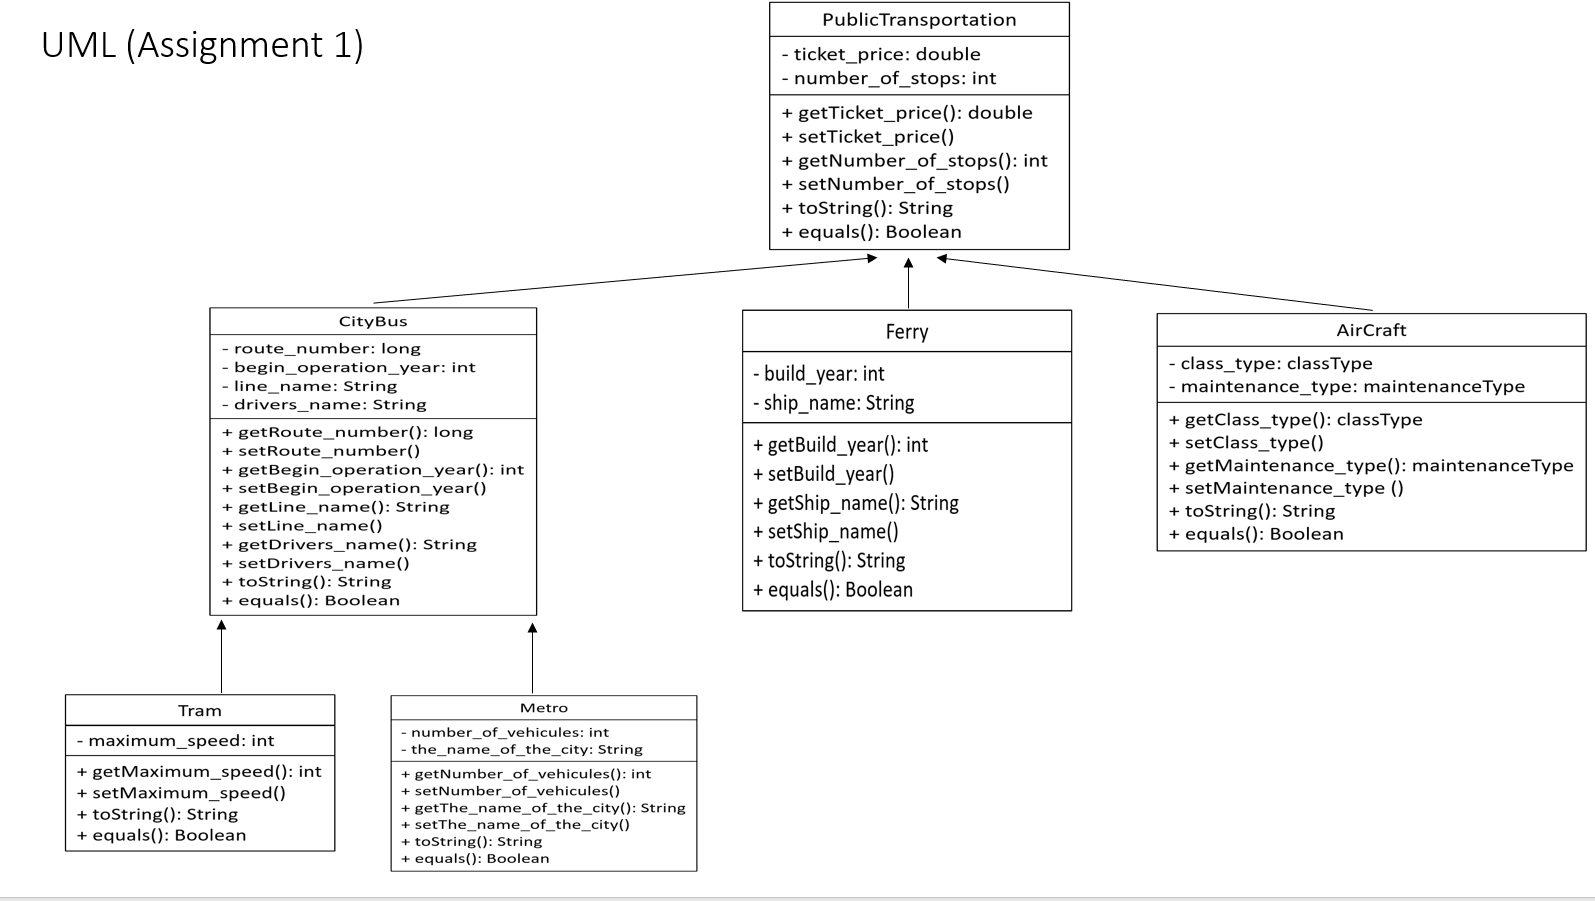 UML (Assignment 1)
PublicTransportation
- ticket_price: double
- number_of_stops: int
+ getTicket_price(): double
+ setTicket_price()
+ getNumber_of_stops(): int
+ setNumber_of_stops()
+ toString(): String
+ equals(): Boolean
CityBus
- route_number: long
- begin_operation_year: int
- line_name: String
- drivers_name: String
+ getRoute_number(): long
+ setRoute_number()
+ getBegin_operation_year(): int
+ setBegin_operation_year()
+ getLine_name(): String
+ setLine_name()
+ getDrivers_name(): String
+ setDrivers_name()
+ toString(): String
+ equals(): Boolean
Ferry
- build_year: int
- ship_name: String
+ getBuild_year(): int
+ setBuild_year()
+ getShip_name(): String
+ setShip_name()
+ toString(): String
+ equals(): Boolean
AirCraft
- class_type: classType
- maintenance_type: maintenanceType
+ getClass_type(): classType
+ setClass_type()
+ getMaintenance_type(): maintenanceType
+ setMaintenance_type ()
+ toString(): String
+ equals(): Boolean
Tram
- maximum_speed: int
+ getMaximum_speed(): int
+ setMaximum_speed()
+ toString(): String
+ equals(): Boolean
Metro
- number_of_vehicules: int
- the_name_of_the_city: String
+ getNumber_of_vehicules(): int
+ setNumber_of_vehicules()
+ getThe_name_of_the_city(): String
+ setThe_name_of_the_city()
+ toString(): String
+ equals(): Boolean